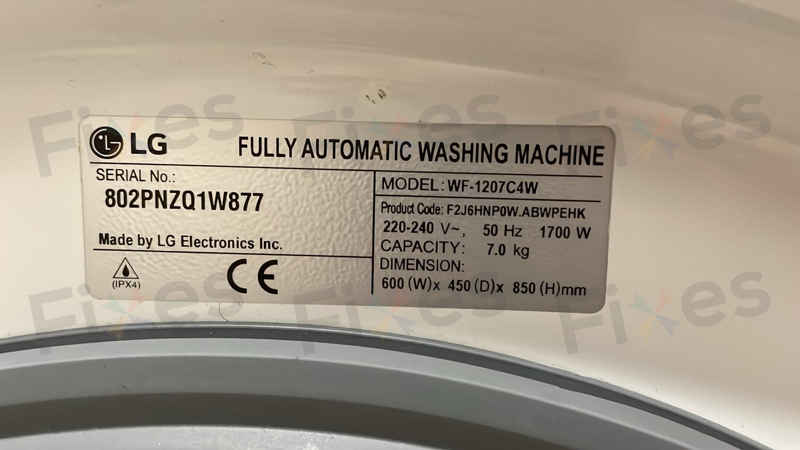 LG FULLY AUTOMATIC WASHING MACHINE
SERIAL No.:
802PNZQ1W877
Made by LG Electronics Inc.
(IPX4)
CE
MODEL: WF-1207C4W
Product Code: F2J6HNP0W.ABWPEHK
220-240 V~, 50 Hz 1700 W
CAPACITY: 7.0 kg
DIMENSION:
600 (W)x 450 (D)x 850 (H)mm
Fixes
Fixes
Fixes
Fixes
Fixes
Fixes